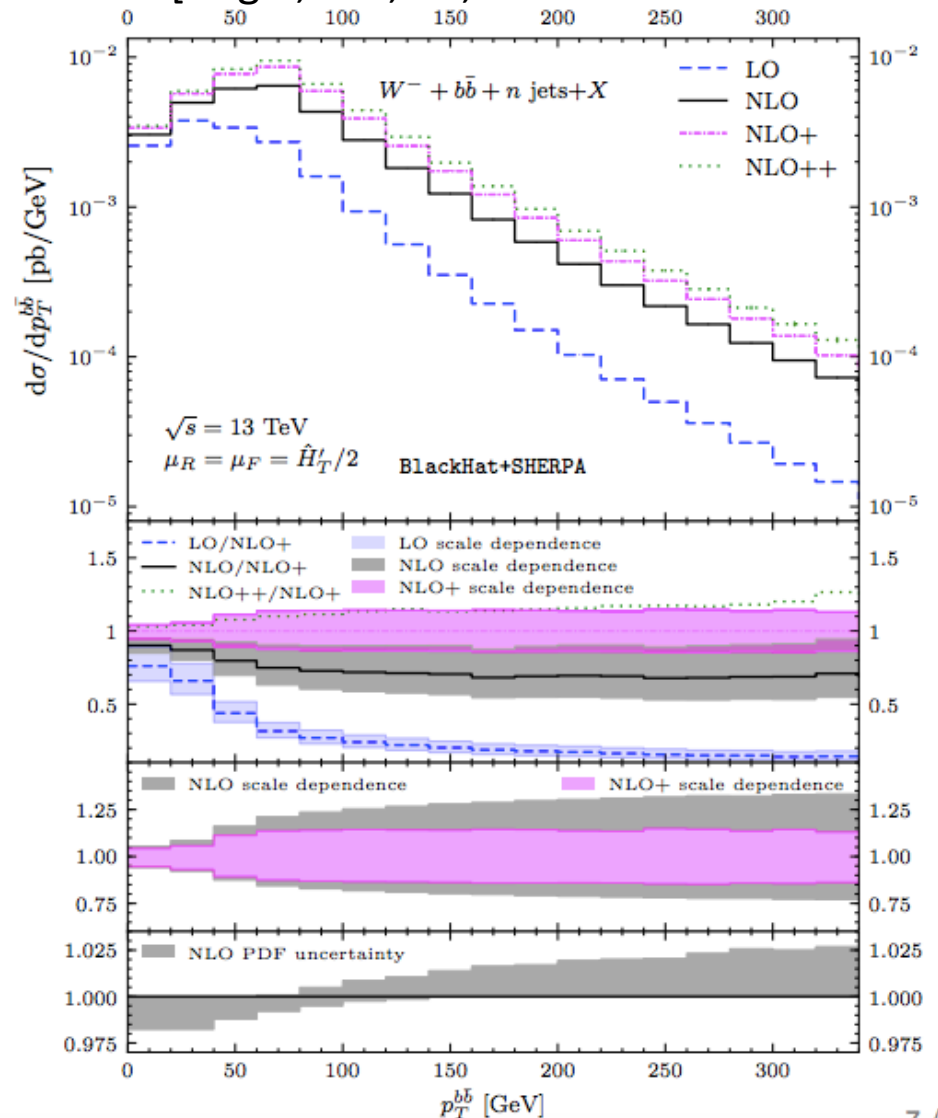 0 50 100 150 200 250 300
10⁻² 10⁻²
W⁻ + bb̄ + n jets+X
LO
NLO
NLO+
NLO++
10⁻³ 10⁻³
dσ/dp_T^{bb̄} [pb/GeV]
10⁻⁴ 10⁻⁴
√s = 13 TeV
μ_R = μ_F = Ĥ′_T/2
BlackHat+SHERPA
10⁻⁵ 10⁻⁵
LO/NLO+ LO scale dependence
NLO/NLO+ NLO scale dependence
NLO++/NLO+ NLO+ scale dependence
1.5 1.5
1 1
0.5 0.5
NLO scale dependence NLO+ scale dependence
1.25 1.25
1.00 1.00
0.75 0.75
NLO PDF uncertainty
1.025 1.025
1.000 1.000
0.975 0.975
0 50 100 150 200 250 300
p_T^{bb̄} [GeV]